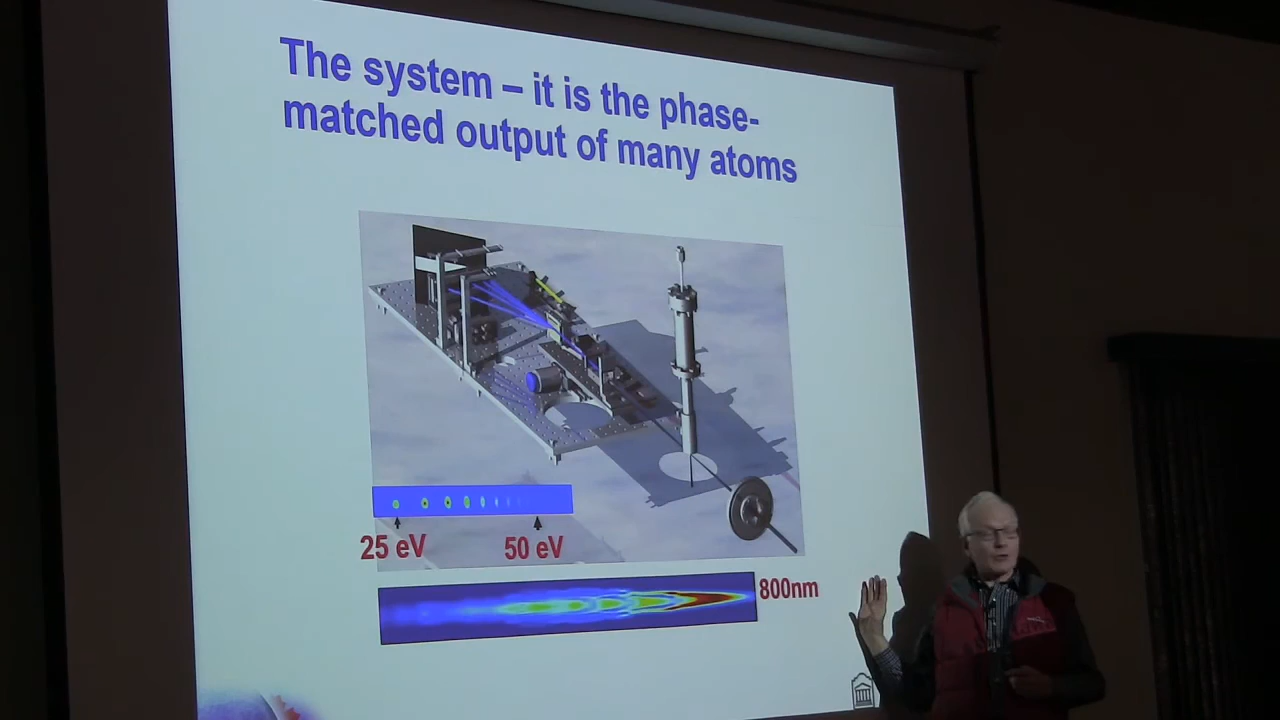 The system – it is the phase-
matched output of many atoms
25 eV
50 eV
800nm